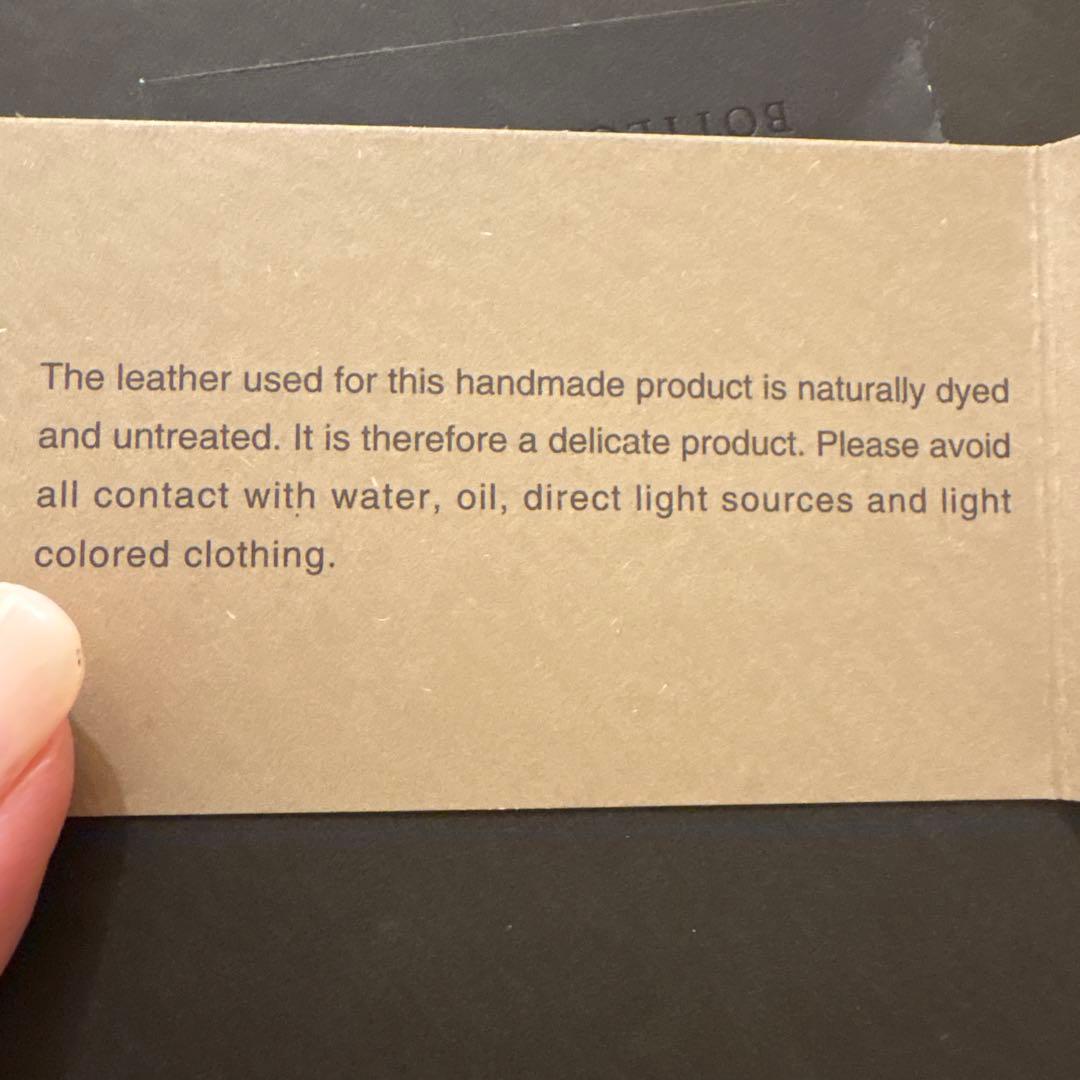 The leather used for this handmade product is naturally dyed
and untreated. It is therefore a delicate product. Please avoid
all contact with water, oil, direct light sources and light
colored clothing.